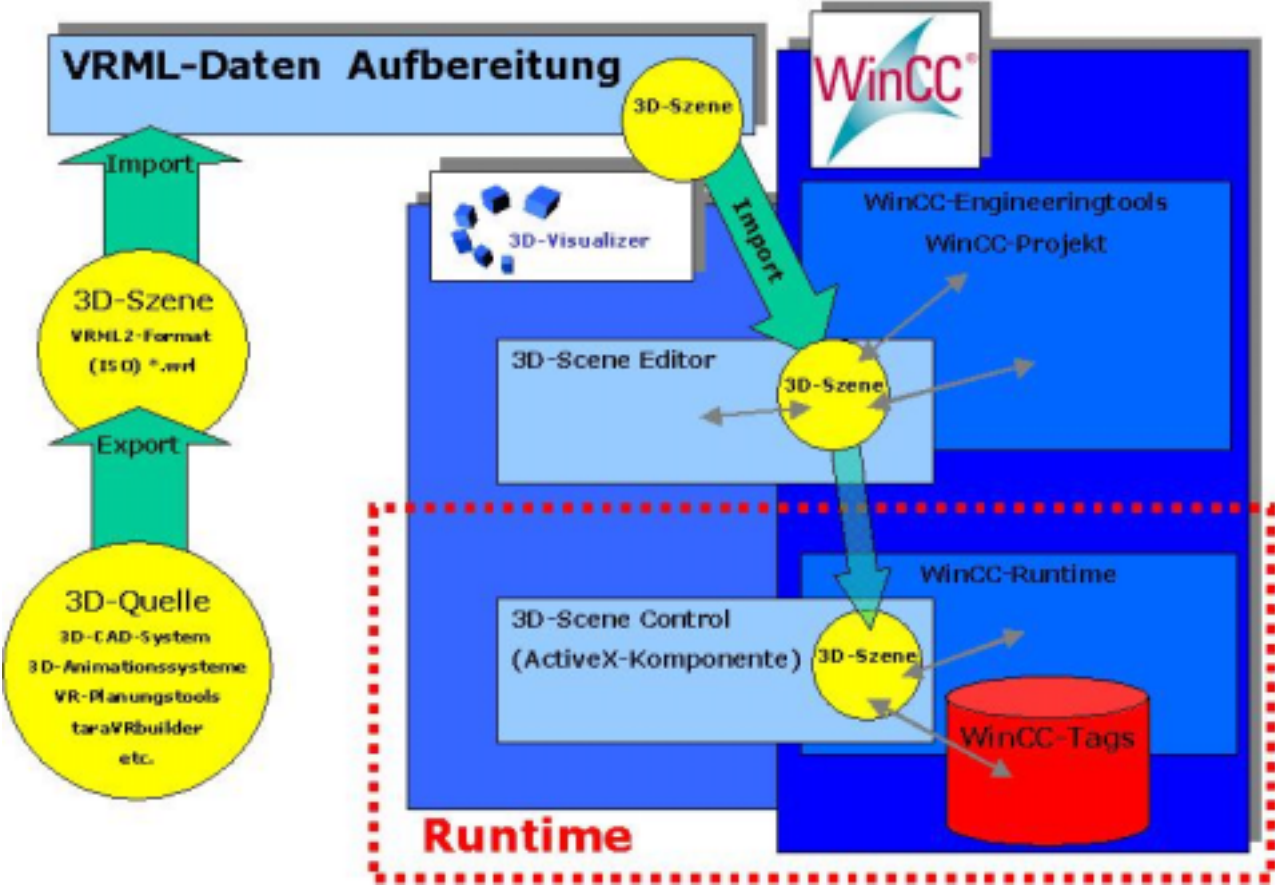 VRML-Daten Aufbereitung
3D-Szene
WinCC®
Import
Import
3D-Visualizer
WinCC-Engineeringtools
WinCC-Projekt
3D-Szene
VRML2-Format
(ISO) *.wrl
3D-Scene Editor
3D-Szene
Export
3D-Quelle
3D-CAD-System
3D-Animationssysteme
VR-Planungstools
taraVRbuilder
etc.
WinCC-Runtime
3D-Scene Control
(ActiveX-Komponente)
3D-Szene
WinCC-Tags
Runtime